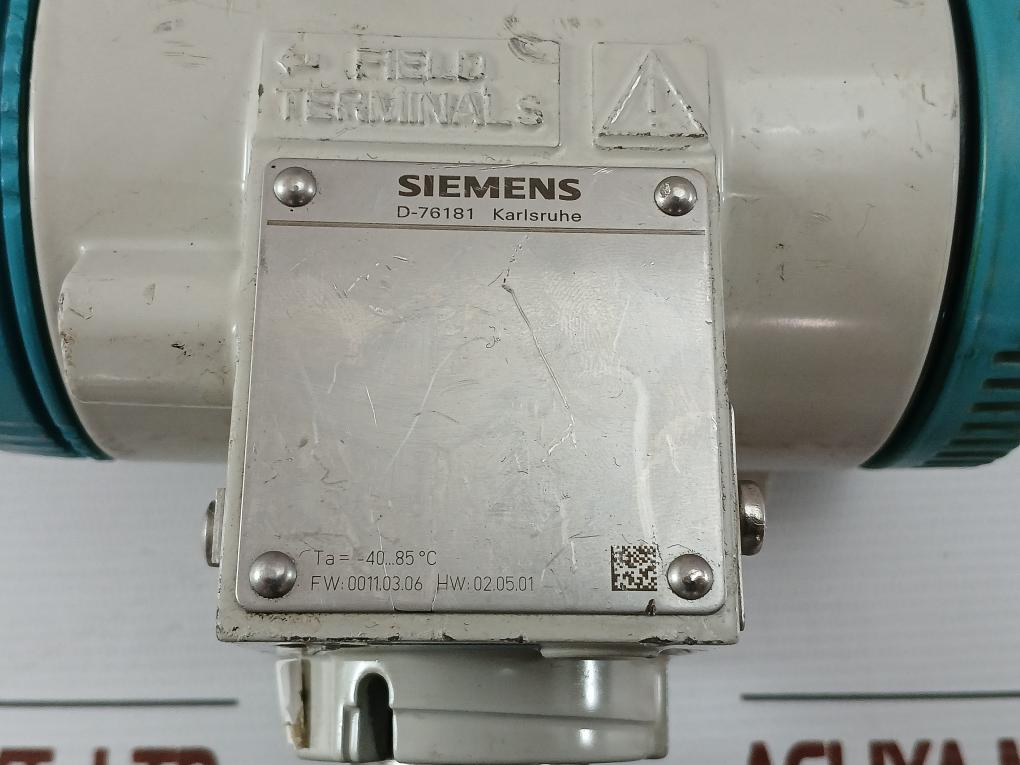 ← FIELD
TERMINALS
SIEMENS
D-76181 Karlsruhe
Ta = -40...85 °C
FW: 0011.03.06 HW: 02.05.01